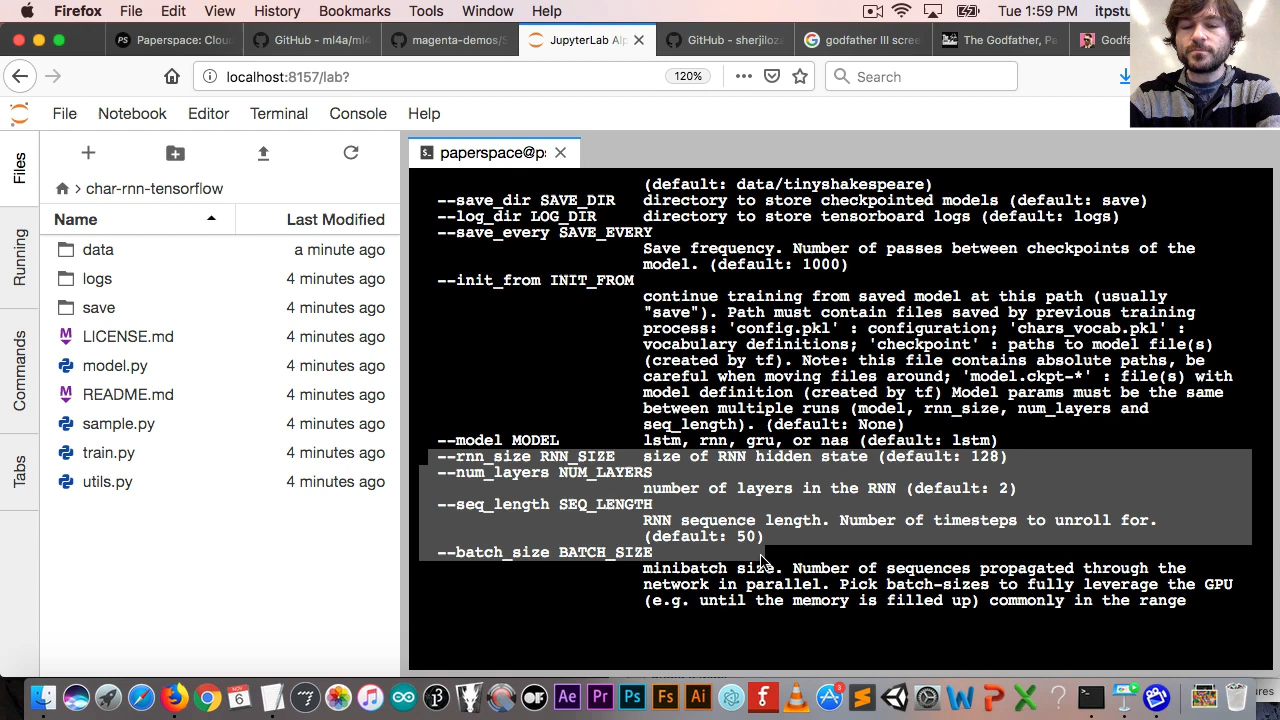 Firefox File Edit View History Bookmarks Tools Window Help Tue 1:59 PM itpstu
PS Paperspace: Clou GitHub - ml4a/ml4 magenta-demos/S JupyterLab Alp GitHub - sherjiloza godfather III scree The Godfather, Pa Godfa
localhost:8157/lab? 120% Search
File Notebook Editor Terminal Console Help
Files
Running
Commands
Tabs
char-rnn-tensorflow
Name Last Modified
data a minute ago
logs 4 minutes ago
save 4 minutes ago
LICENSE.md 4 minutes ago
model.py 4 minutes ago
README.md 4 minutes ago
sample.py 4 minutes ago
train.py 4 minutes ago
utils.py 4 minutes ago
paperspace@p
(default: data/tinyshakespeare)
--save_dir SAVE_DIR directory to store checkpointed models (default: save)
--log_dir LOG_DIR directory to store tensorboard logs (default: logs)
--save_every SAVE_EVERY
Save frequency. Number of passes between checkpoints of the
model. (default: 1000)
--init_from INIT_FROM
continue training from saved model at this path (usually
"save"). Path must contain files saved by previous training
process: 'config.pkl' : configuration; 'chars_vocab.pkl' :
vocabulary definitions; 'checkpoint' : paths to model file(s)
(created by tf). Note: this file contains absolute paths, be
careful when moving files around; 'model.ckpt-*' : file(s) with
model definition (created by tf) Model params must be the same
between multiple runs (model, rnn_size, num_layers and
seq_length). (default: None)
--model MODEL lstm, rnn, gru, or nas (default: lstm)
--rnn_size RNN_SIZE size of RNN hidden state (default: 128)
--num_layers NUM_LAYERS
number of layers in the RNN (default: 2)
--seq_length SEQ_LENGTH
RNN sequence length. Number of timesteps to unroll for.
(default: 50)
--batch_size BATCH_SIZE
minibatch size. Number of sequences propagated through the
network in parallel. Pick batch-sizes to fully leverage the GPU
(e.g. until the memory is filled up) commonly in the range
NOV 6 OF Ae Pr Ps Fs Ai f W P X ? ures